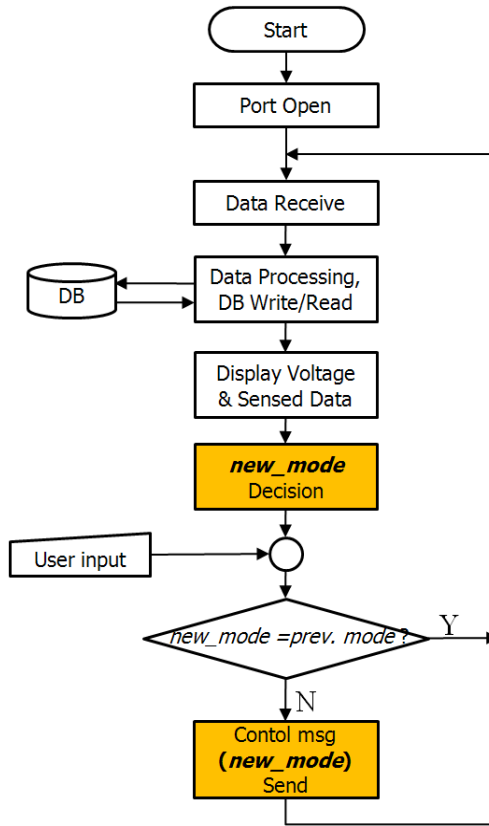 Start
Port Open
Data Receive
Data Processing,
DB Write/Read
DB
Display Voltage
& Sensed Data
new_mode
Decision
User input
new_mode =prev. mode ?
Y
N
Contol msg
(new_mode)
Send